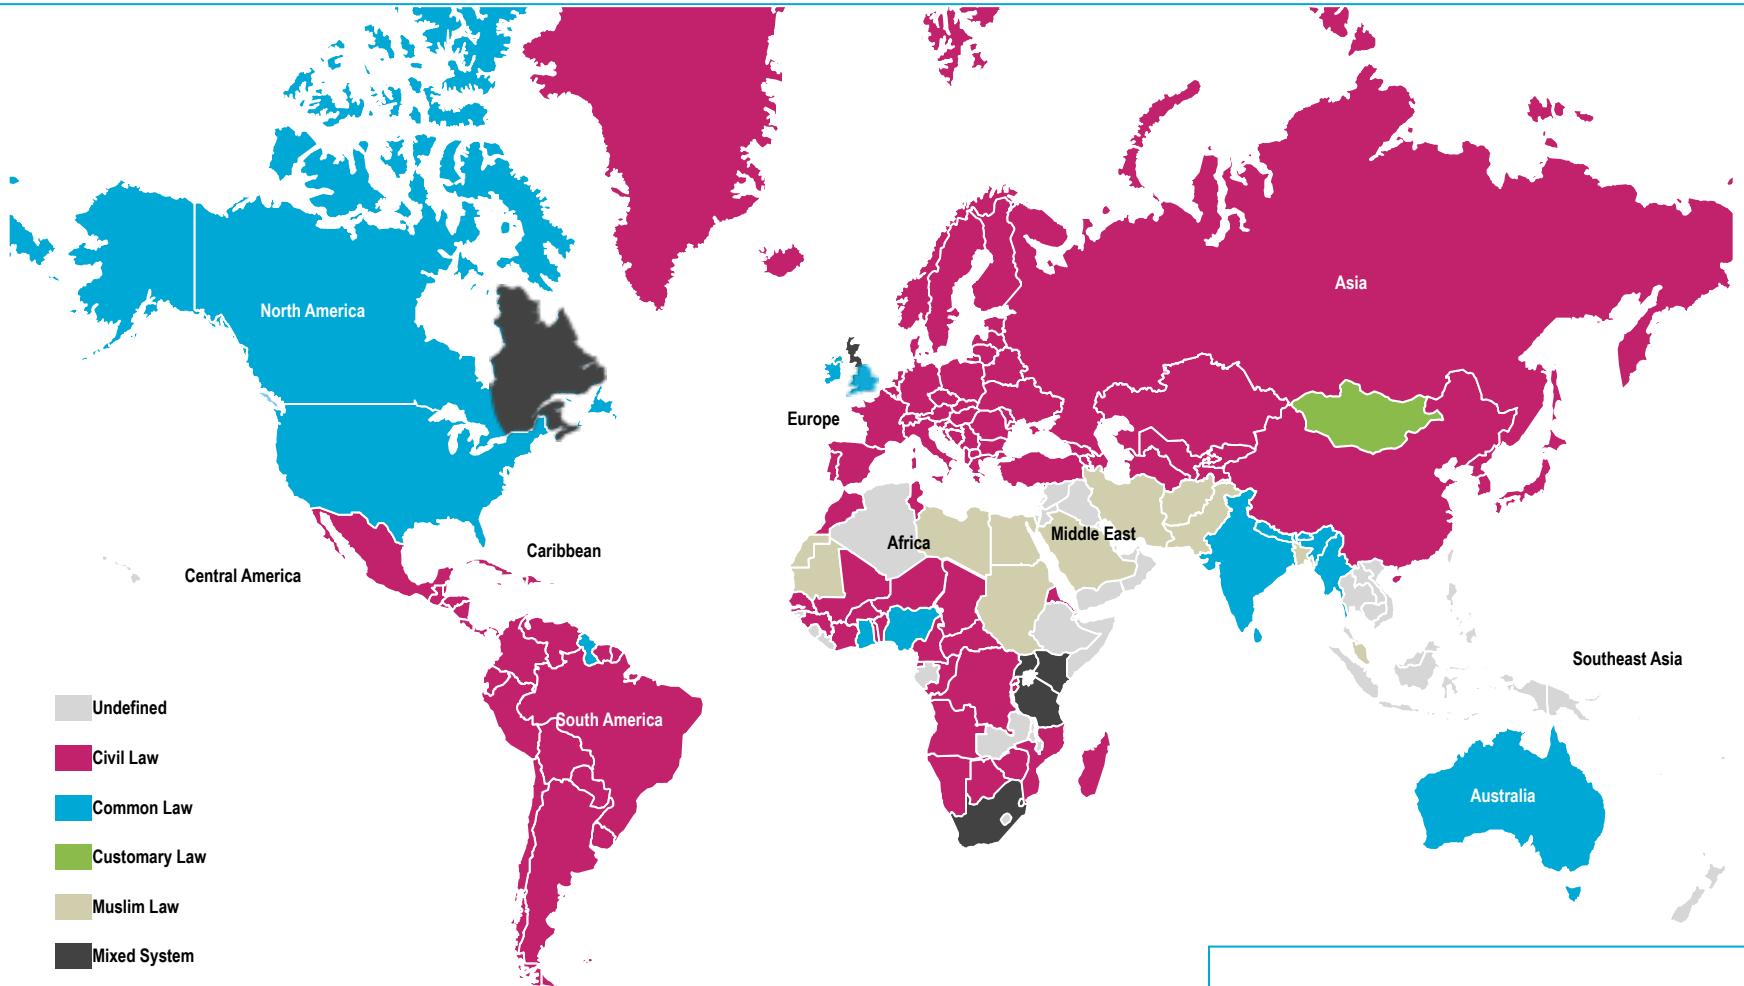 Asia
North America
Europe
Middle East
Africa
Caribbean
Central America
Southeast Asia
South America
Australia
Undefined
Civil Law
Common Law
Customary Law
Muslim Law
Mixed System